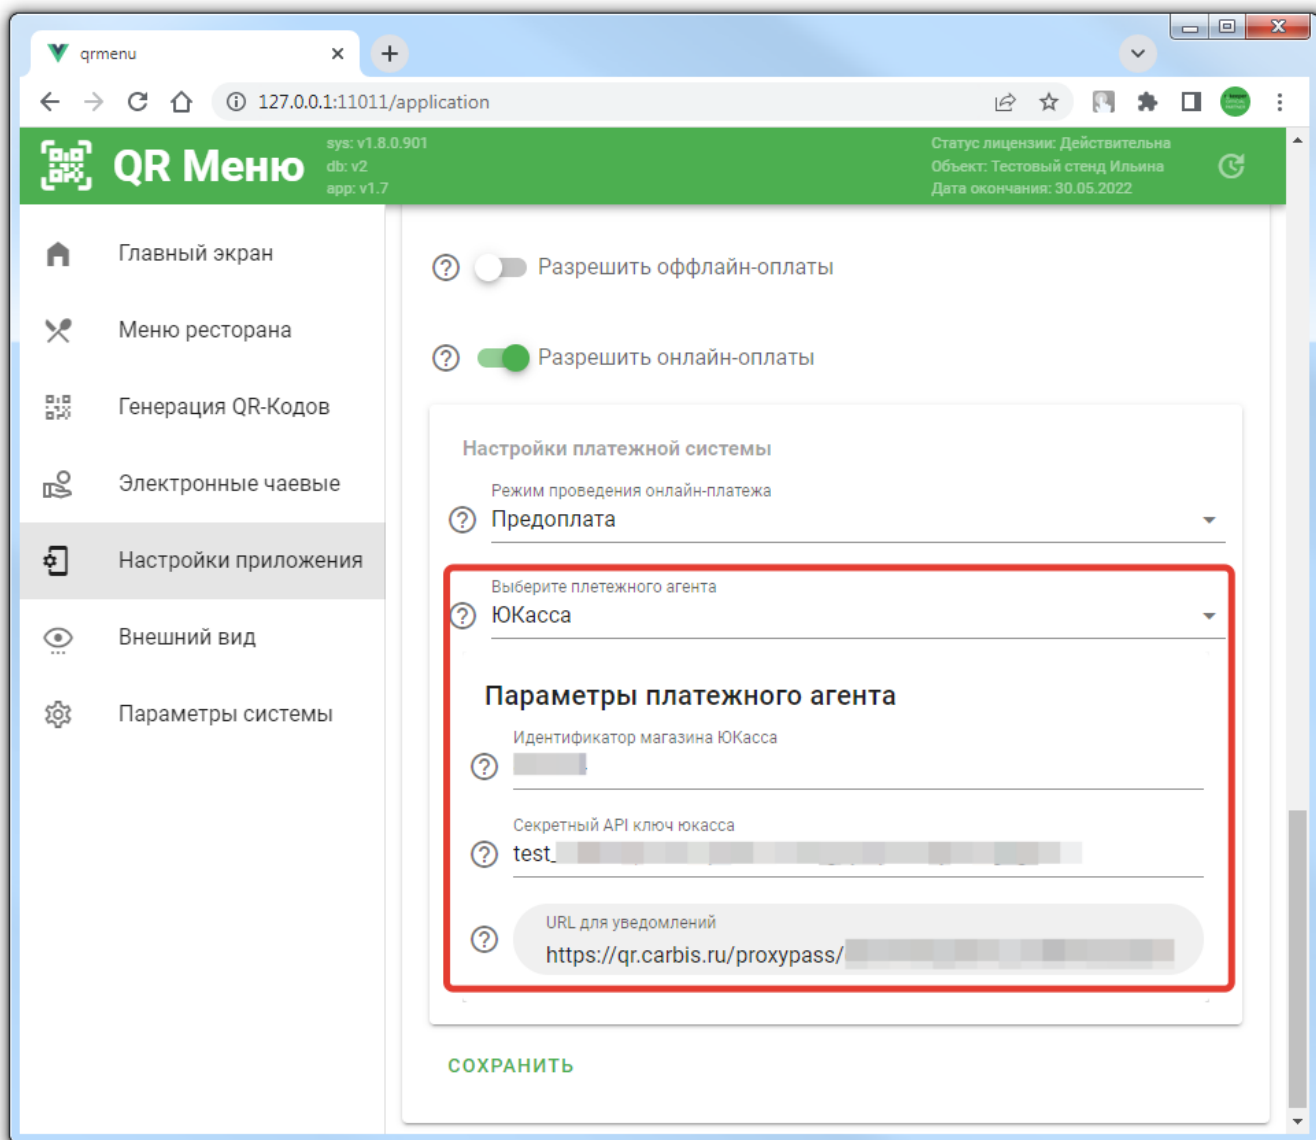 qrmenu
127.0.0.1:11011/application
QR Меню
sys: v1.8.0.901
db: v2
app: v1.7
Статус лицензии: Действительна
Объект: Тестовый стенд Ильина
Дата окончания: 30.05.2022
Главный экран
Меню ресторана
Генерация QR-Кодов
Электронные чаевые
Настройки приложения
Внешний вид
Параметры системы
Разрешить оффлайн-оплаты
Разрешить онлайн-оплаты
Настройки платежной системы
Режим проведения онлайн-платежа
Предоплата
Выберите плетежного агента
ЮКасса
Параметры платежного агента
Идентификатор магазина ЮКасса
Секретный API ключ юкасса
test_
URL для уведомлений
https://qr.carbis.ru/proxypass/
СОХРАНИТЬ